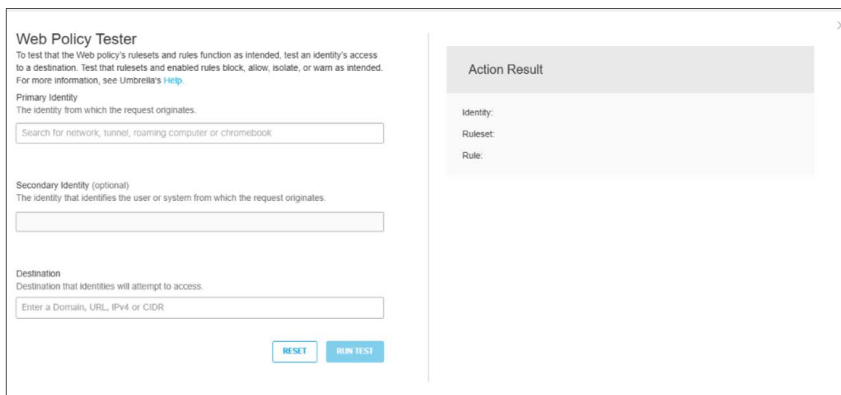 Web Policy Tester
To test that the Web policy's rulesets and rules function as intended, test an identity's access
to a destination. Test that rulesets and enabled rules block, allow, isolate, or warn as intended.
For more information, see Umbrella's Help.
Primary Identity
The identity from which the request originates.
Search for network, tunnel, roaming computer or chromebook
Secondary Identity (optional)
The identity that identifies the user or system from which the request originates.
Destination
Destination that identities will attempt to access.
Enter a Domain, URL, IPv4 or CIDR
RESET
RUN TEST
Action Result
Identity:
Ruleset:
Rule: